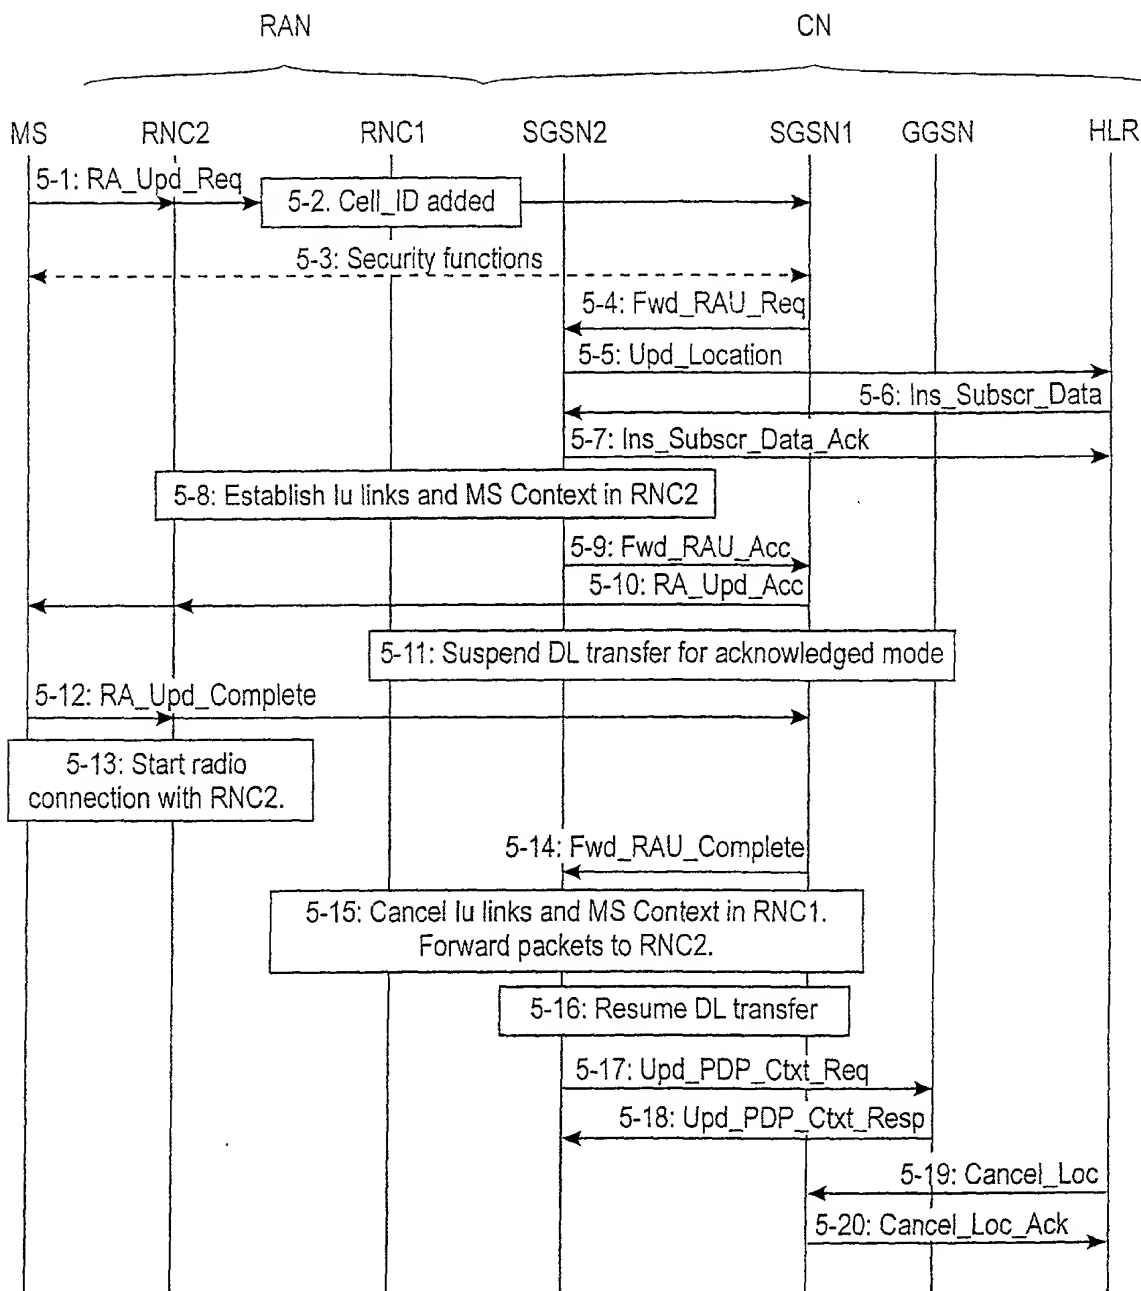 RAN CN
MS RNC2 RNC1 SGSN2 SGSN1 GGSN HLR
5-1: RA_Upd_Req
5-2. Cell_ID added
5-3: Security functions
5-4: Fwd_RAU_Req
5-5: Upd_Location
5-6: Ins_Subscr_Data
5-7: Ins_Subscr_Data_Ack
5-8: Establish Iu links and MS Context in RNC2
5-9: Fwd_RAU_Acc
5-10: RA_Upd_Acc
5-11: Suspend DL transfer for acknowledged mode
5-12: RA_Upd_Complete
5-13: Start radio
connection with RNC2.
5-14: Fwd_RAU_Complete
5-15: Cancel Iu links and MS Context in RNC1.
Forward packets to RNC2.
5-16: Resume DL transfer
5-17: Upd_PDP_Ctxt_Req
5-18: Upd_PDP_Ctxt_Resp
5-19: Cancel_Loc
5-20: Cancel_Loc_Ack